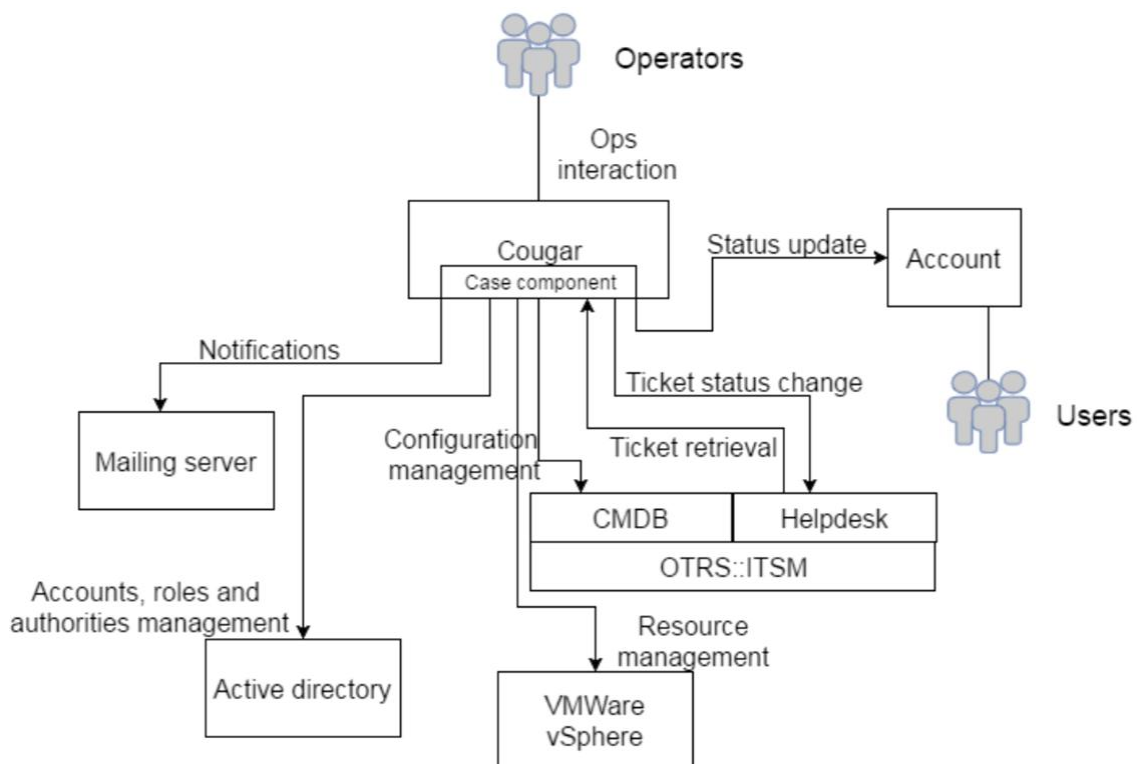 Operators
Ops
interaction
Cougar
Case component
Status update
Account
Notifications
Ticket status change
Users
Mailing server
Configuration
management
Ticket retrieval
CMDB
Helpdesk
OTRS::ITSM
Accounts, roles and
authorities management
Resource
management
Active directory
VMWare
vSphere